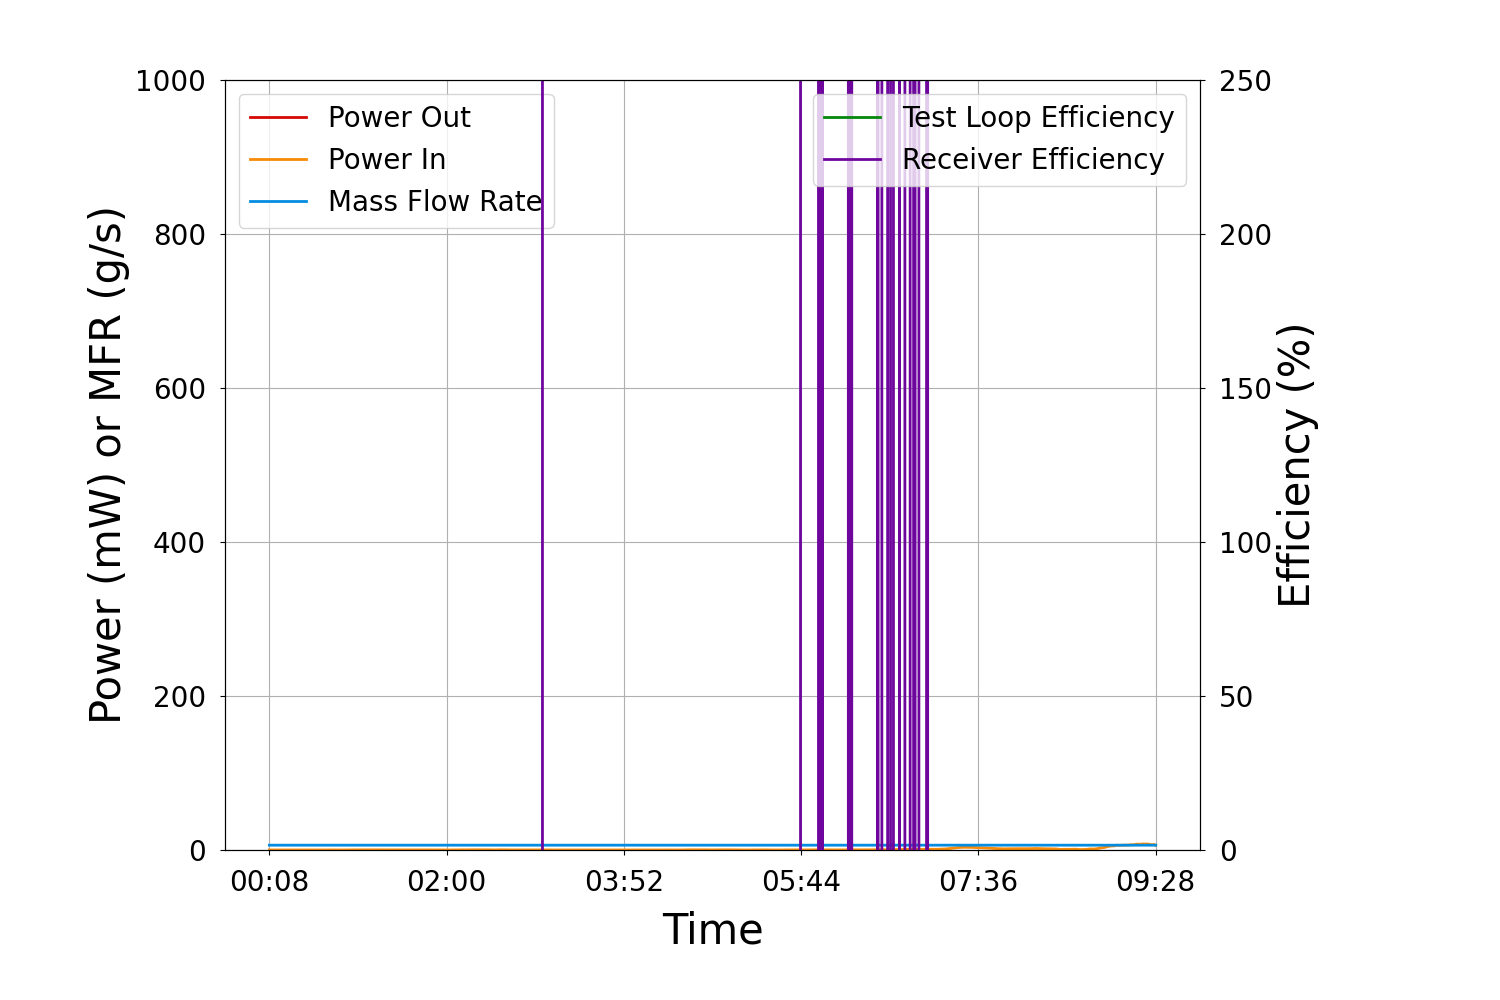 1000
800
600
400
200
0
Power (mW) or MFR (g/s)
Power Out
Power In
Mass Flow Rate
Test Loop Efficiency
Receiver Efficiency
250
200
150
100
50
0
Efficiency (%)
00:08 02:00 03:52 05:44 07:36 09:28
Time